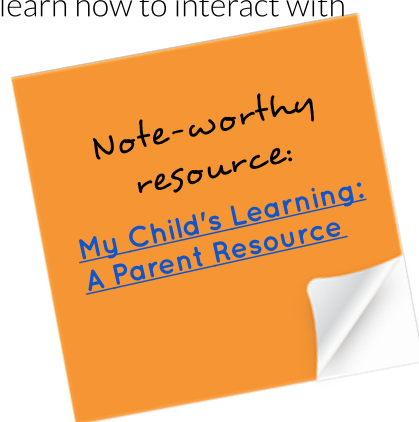 learn how to interact with
Note-worthy
resource:
My Child's Learning:
A Parent Resource